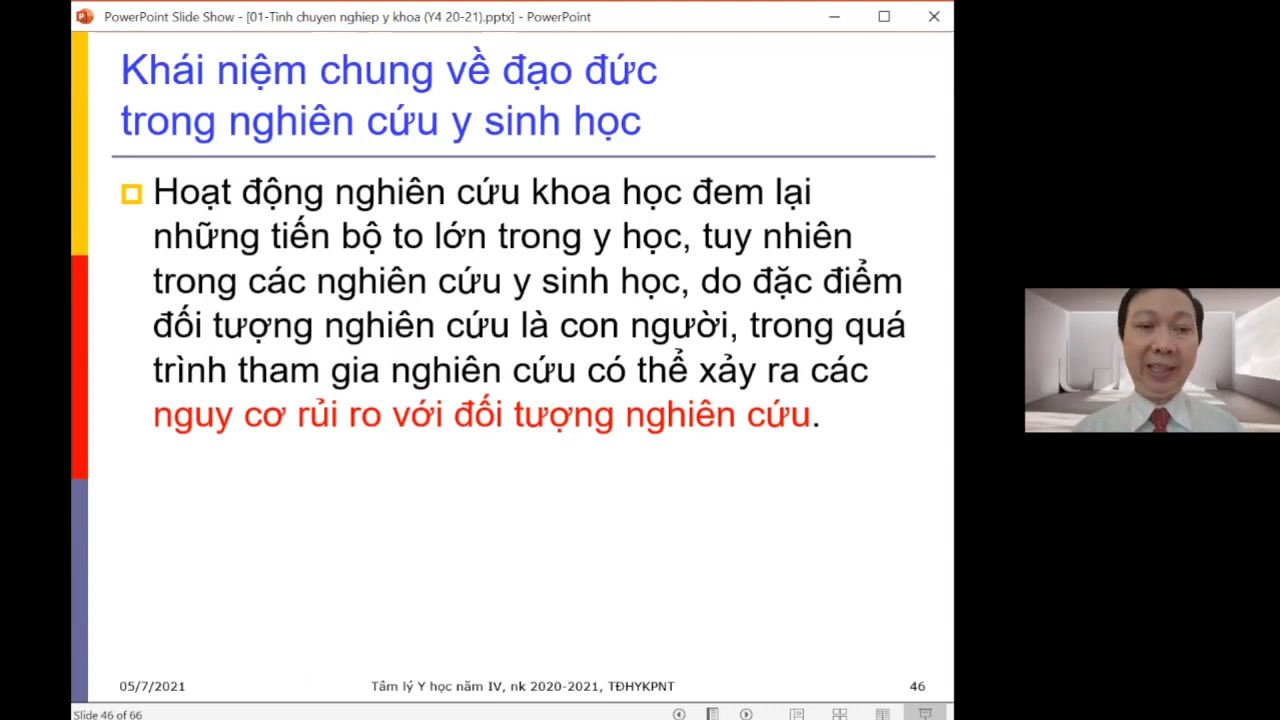 PowerPoint Slide Show - [01-Tinh chuyen nghiep y khoa (Y4 20-21).pptx] - PowerPoint
Khái niệm chung về đạo đức
trong nghiên cứu y sinh học
Hoạt động nghiên cứu khoa học đem lại
những tiến bộ to lớn trong y học, tuy nhiên
trong các nghiên cứu y sinh học, do đặc điểm
đối tượng nghiên cứu là con người, trong quá
trình tham gia nghiên cứu có thể xảy ra các
nguy cơ rủi ro với đối tượng nghiên cứu.
05/7/2021 Tâm lý Y học năm IV, nk 2020-2021, TĐHYKPNT 46
Slide 46 of 66